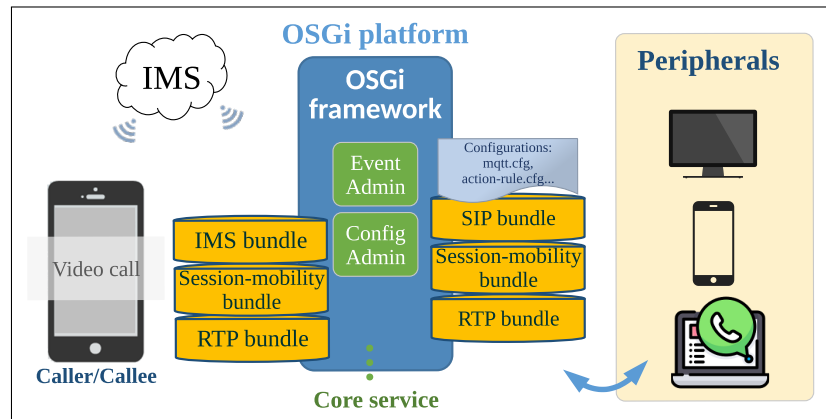 OSGi platform
IMS
OSGi
framework
Peripherals
Configurations:
mqtt.cfg,
action-rule.cfg...
Event
Admin
Config
Admin
IMS bundle
Session-mobility
bundle
RTP bundle
SIP bundle
Session-mobility
bundle
RTP bundle
Video call
Caller/Callee
Core service